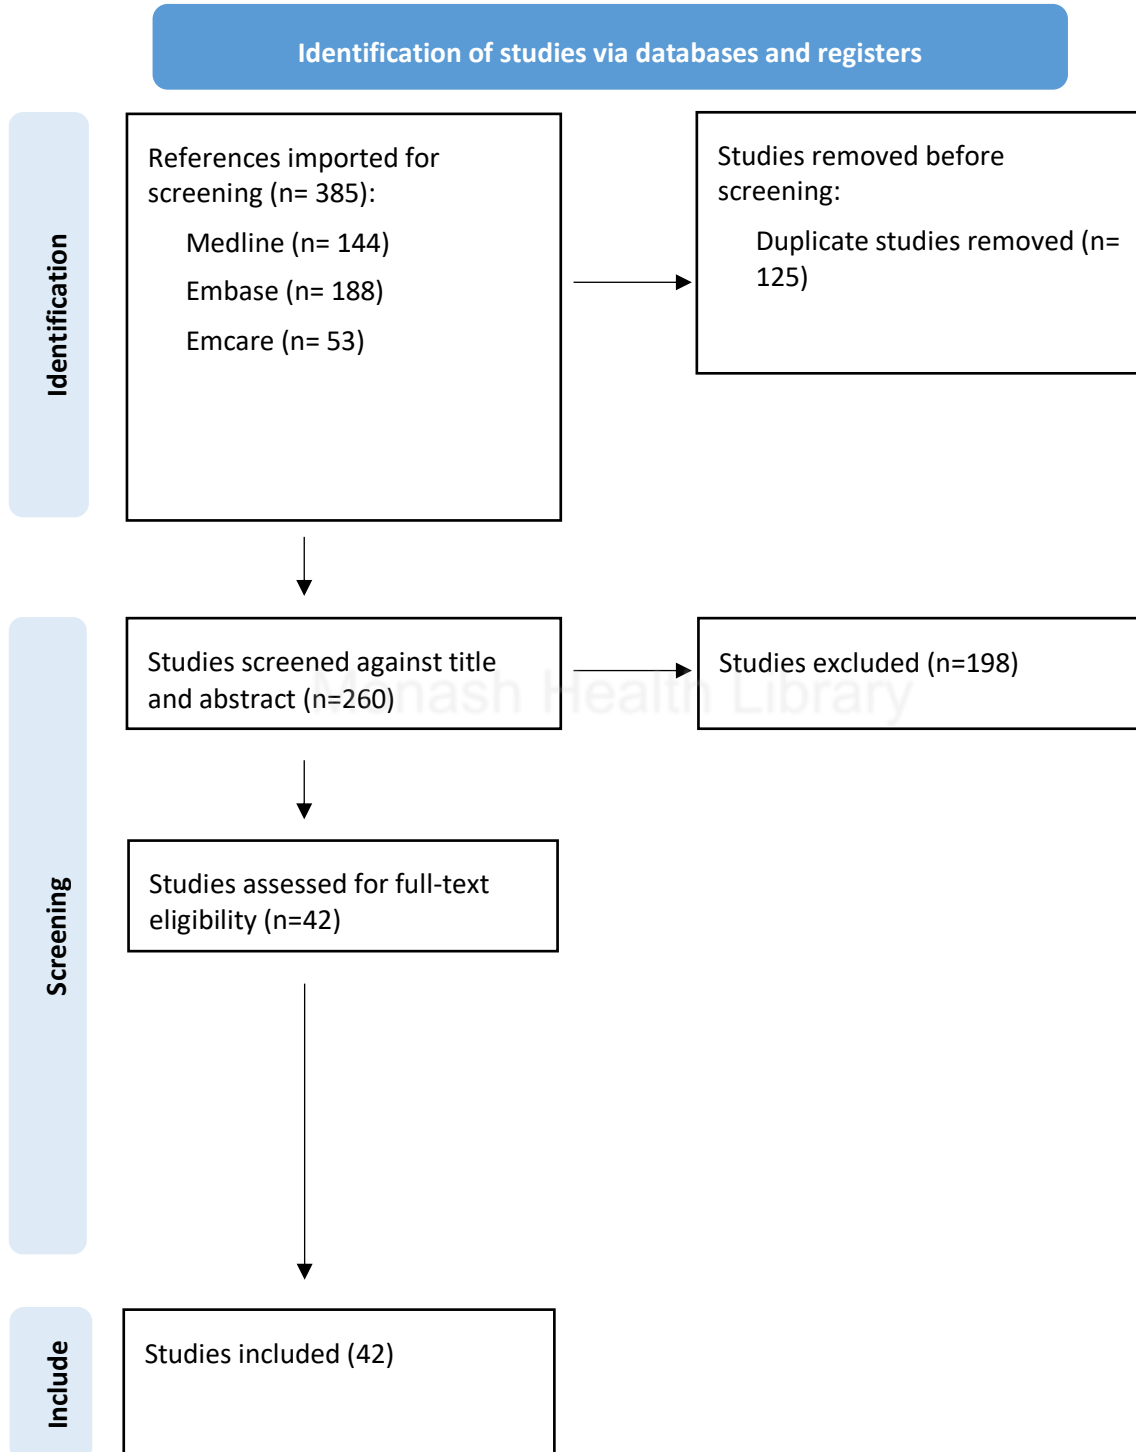 Identification of studies via databases and registers
Identification
References imported for
screening (n= 385):
Medline (n= 144)
Embase (n= 188)
Emcare (n= 53)
Studies removed before
screening:
Duplicate studies removed (n=
125)
Screening
Studies screened against title
and abstract (n=260)
Studies excluded (n=198)
Monash Health Library
Studies assessed for full-text
eligibility (n=42)
Include
Studies included (42)